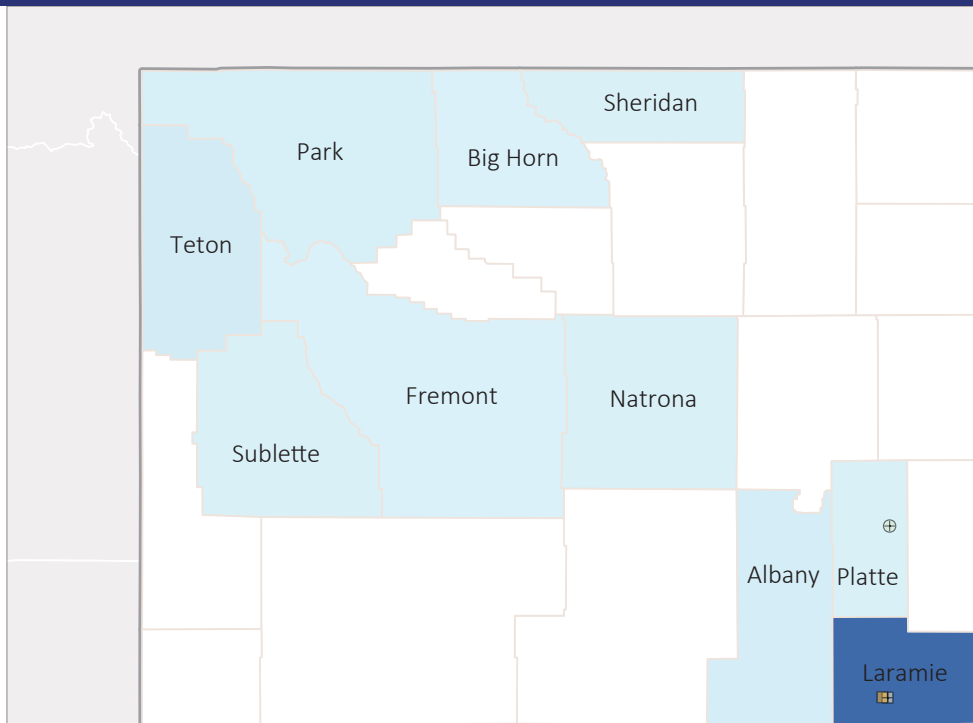 Sheridan
Park
Big Horn
Teton
Fremont
Natrona
Sublette
Albany
Platte
Laramie